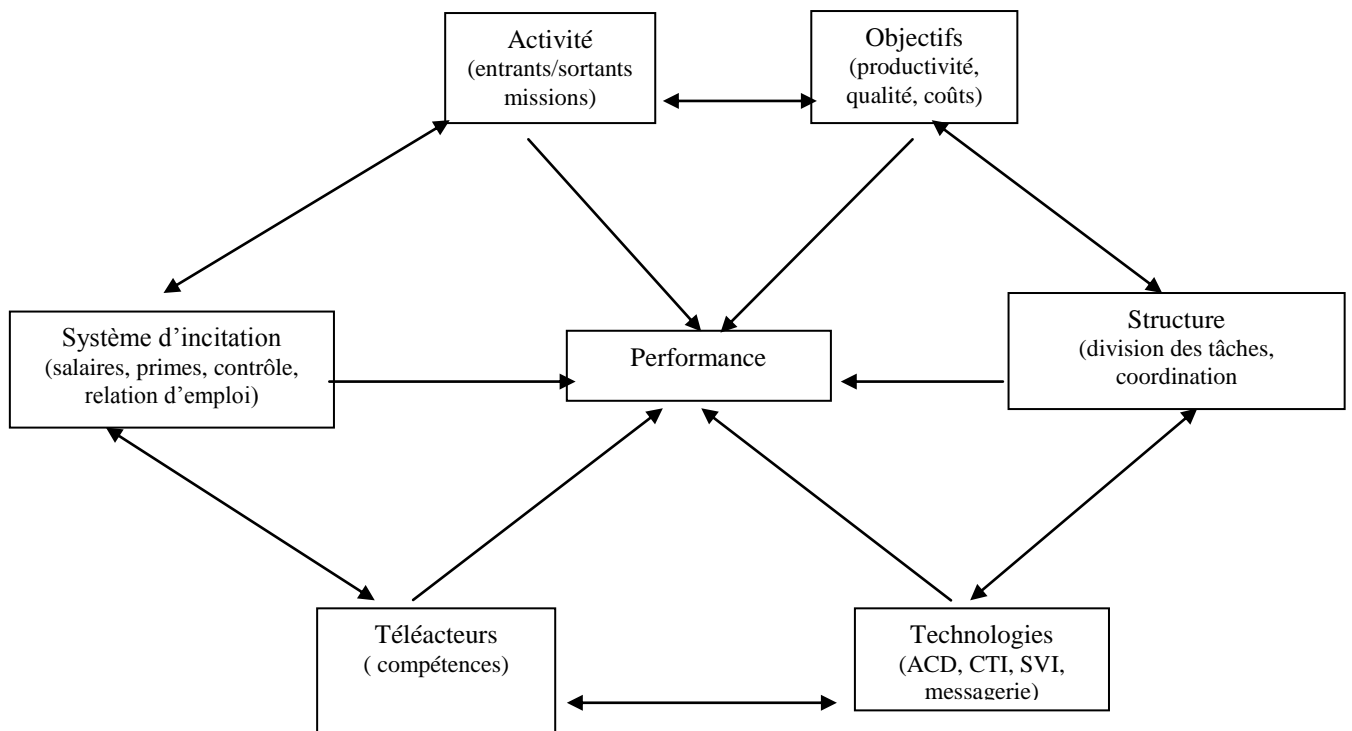 Activité
(entrants/sortants
missions)
Objectifs
(productivité,
qualité, coûts)
Système d’incitation
(salaires, primes, contrôle,
relation d’emploi)
Performance
Structure
(division des tâches,
coordination
Téléacteurs
( compétences)
Technologies
(ACD, CTI, SVI,
messagerie)